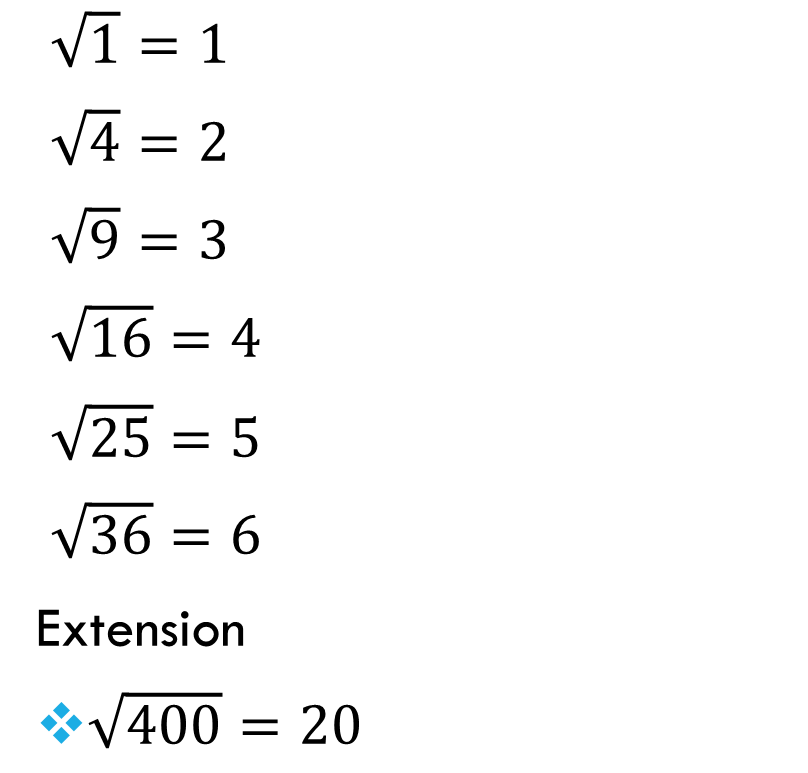 √1 = 1
√4 = 2
√9 = 3
√16 = 4
√25 = 5
√36 = 6
Extension
❖√400 = 20